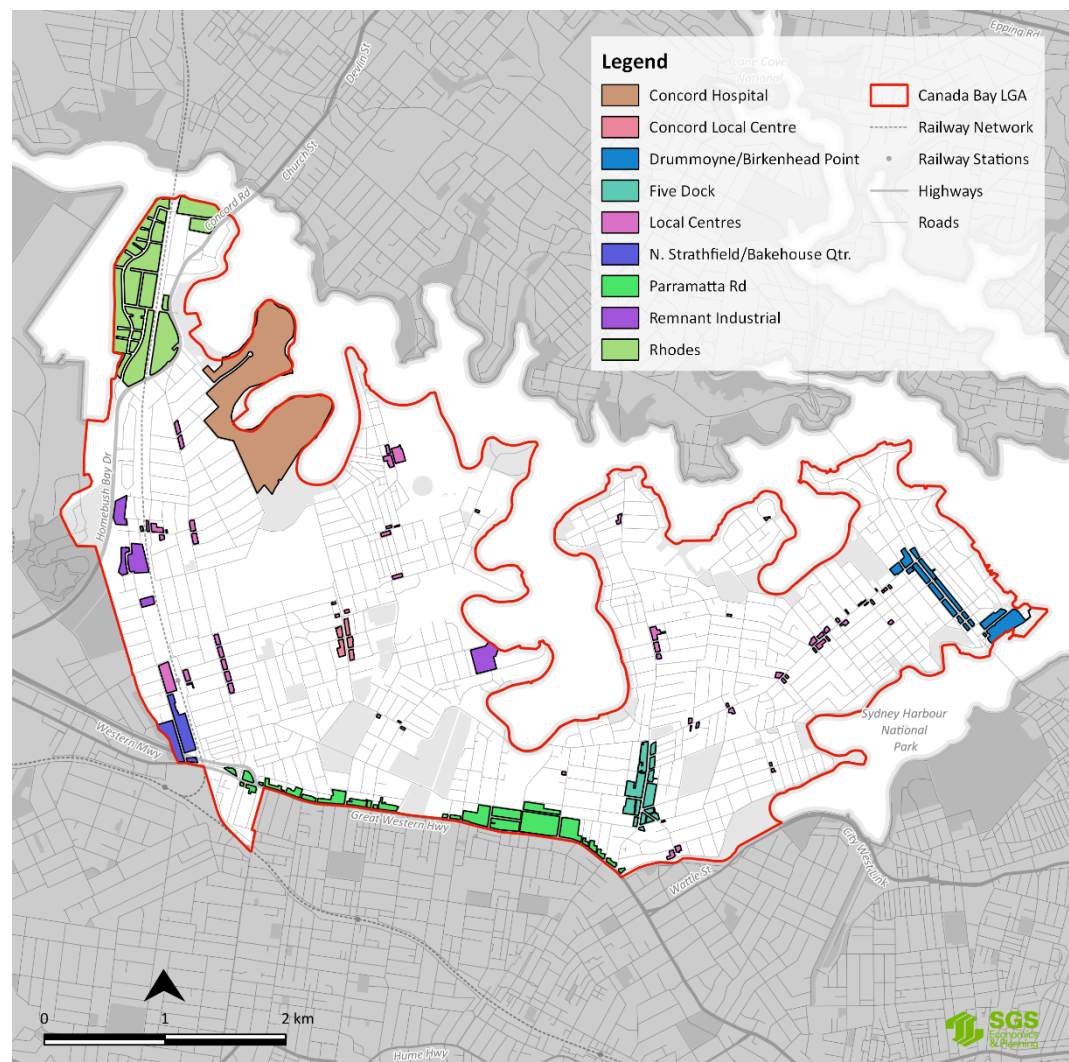 Epping Rd
Devlin St
Lane Cove
National
Legend
Concord Hospital
Concord Local Centre
Drummoyne/Birkenhead Point
Five Dock
Local Centres
N. Strathfield/Bakehouse Qtr.
Parramatta Rd
Remnant Industrial
Rhodes
Canada Bay LGA
Railway Network
Railway Stations
Highways
Roads
Church St
Concord Rd
Homebush Bay Dr
Western Mwy
Great Western Hwy
Sydney Harbour
National
Park
City West Link
Wattle St
0 1 2 km
Hume Hwy
SGS
Economics
& Planning